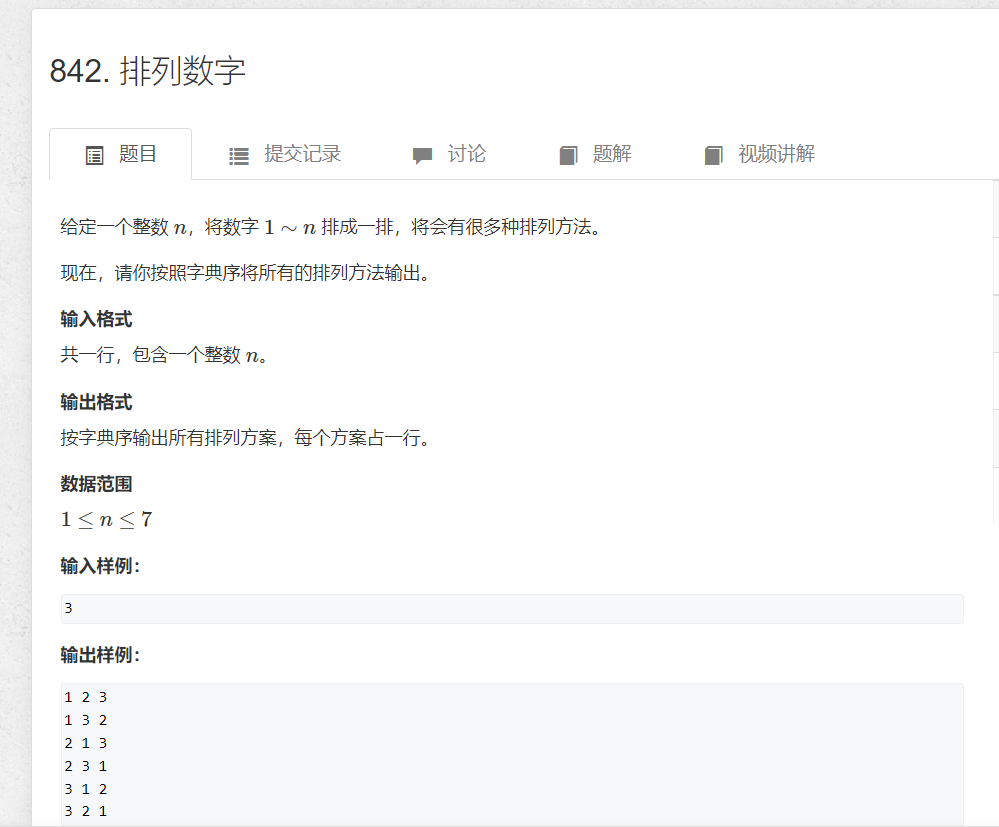 842. 排列数字
题目 提交记录 讨论 题解 视频讲解
给定一个整数 n，将数字 1 ∼ n 排成一排，将会有很多种排列方法。
现在，请你按照字典序将所有的排列方法输出。
输入格式
共一行，包含一个整数 n。
输出格式
按字典序输出所有排列方案，每个方案占一行。
数据范围
1 ≤ n ≤ 7
输入样例：
3
输出样例：
1 2 3
1 3 2
2 1 3
2 3 1
3 1 2
3 2 1